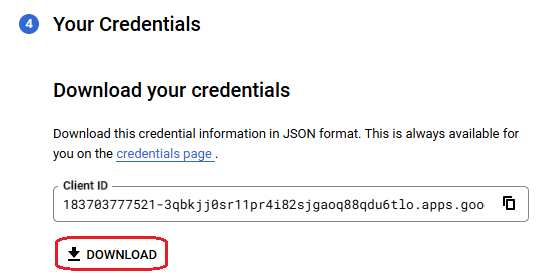 4 Your Credentials
Download your credentials
Download this credential information in JSON format. This is always available for
you on the credentials page .
Client ID
183703777521-3qbkjj0sr11pr4i82sjgaoq88qdu6tlo.apps.goo
DOWNLOAD